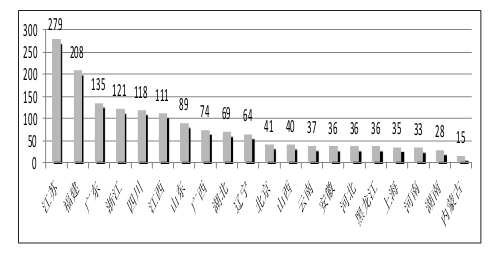 279
300
250
208
200
150
135
121
118
111
100
89
74
69
64
50
41
40
37
36
36
36
35
33
28
15
0
江苏
福建
广东
浙江
四川
江西
山东
广西
湖北
辽宁
北京
山西
云南
安徽
河北
黑龙江
上海
河南
湖南
内蒙古